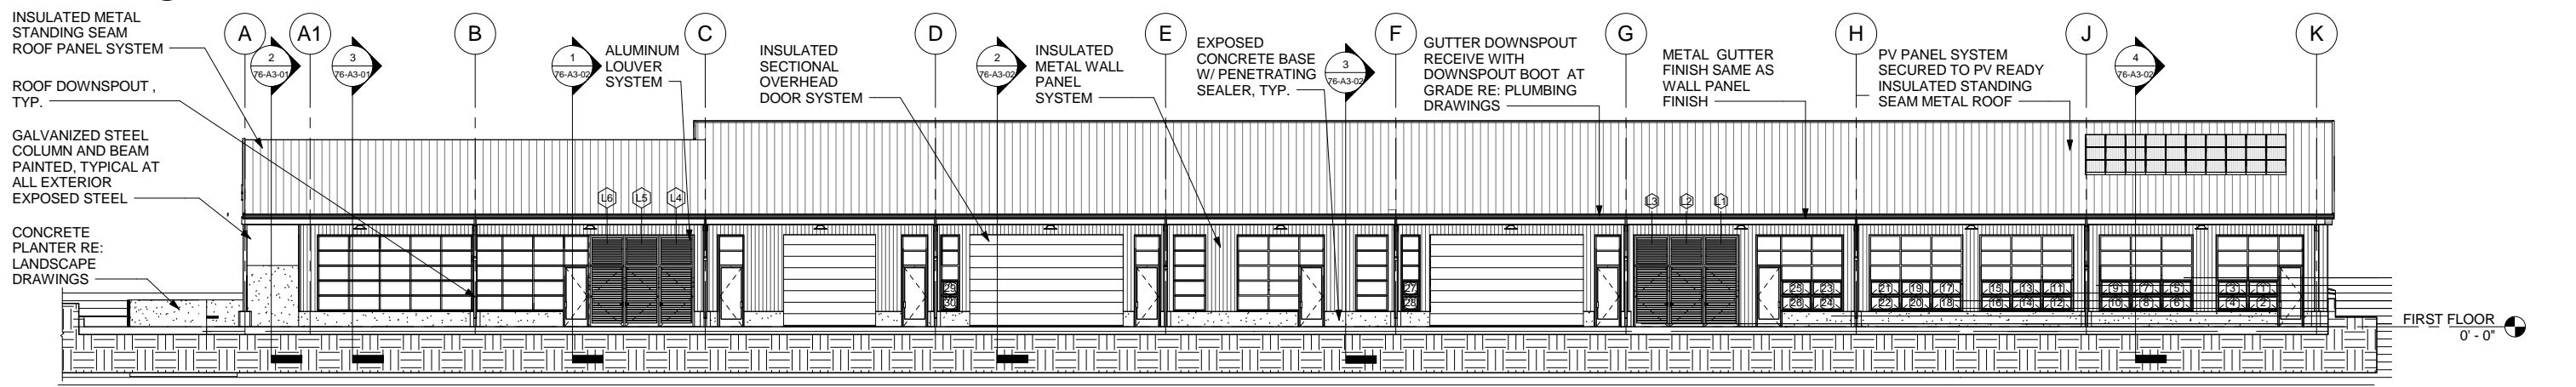 INSULATED METAL
STANDING SEAM
ROOF PANEL SYSTEM
ROOF DOWNSPOUT ,
TYP.
GALVANIZED STEEL
COLUMN AND BEAM
PAINTED, TYPICAL AT
ALL EXTERIOR
EXPOSED STEEL
CONCRETE
PLANTER RE:
LANDSCAPE
DRAWINGS
A
2
76-A3-01
A1
3
76-A3-01
B
1
76-A3-02
ALUMINUM
LOUVER
SYSTEM
C
INSULATED
SECTIONAL
OVERHEAD
DOOR SYSTEM
D
2
76-A3-02
INSULATED
METAL WALL
PANEL
SYSTEM
E
EXPOSED
CONCRETE BASE
W/ PENETRATING
SEALER, TYP.
3
76-A3-02
F
GUTTER DOWNSPOUT
RECEIVE WITH
DOWNSPOUT BOOT AT
GRADE RE: PLUMBING
DRAWINGS
G
METAL GUTTER
FINISH SAME AS
WALL PANEL
FINISH
H
PV PANEL SYSTEM
SECURED TO PV READY
INSULATED STANDING
SEAM METAL ROOF
J
4
76-A3-02
K
L6 L5 L4
L3 L2 L1
29
30
27
28
25 23
24
21 19 17
22 20 18
15 13 11
16 14 12
9 7 5
10 8 6
3 1
4 2
FIRST FLOOR
0' - 0"